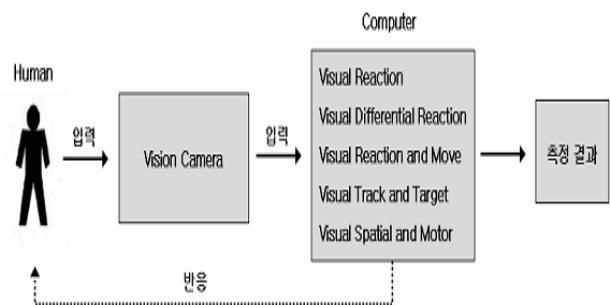 Computer
Human
입력
Vision Camera
입력
Visual Reaction
Visual Differential Reaction
Visual Reaction and Move
Visual Track and Target
Visual Spatial and Motor
측정 결과
반응